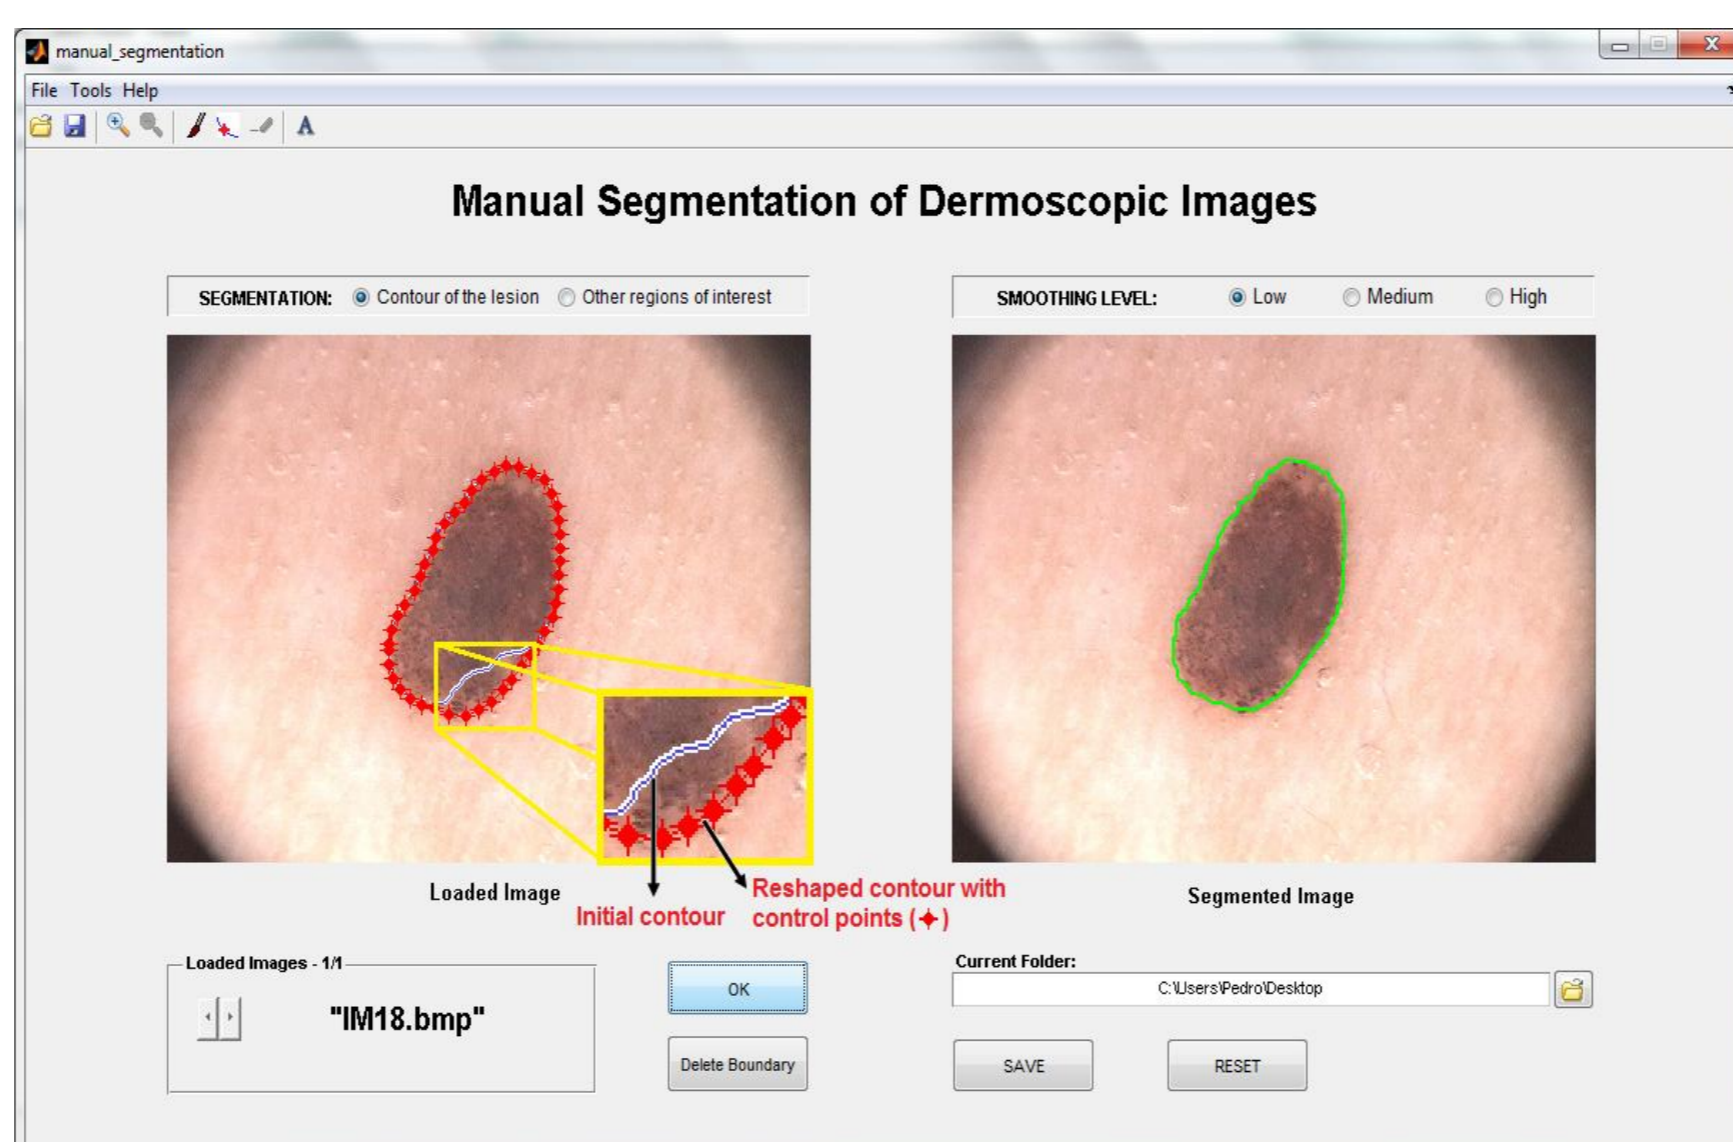 manual_segmentation
File Tools Help
A
Manual Segmentation of Dermoscopic Images
SEGMENTATION: Contour of the lesion Other regions of interest
SMOOTHING LEVEL: Low Medium High
Loaded Image
Initial contour
Reshaped contour with
control points ( )
Segmented Image
Loaded Images - 1/1
"IM18.bmp"
OK
Delete Boundary
Current Folder:
C:\Users\Pedro\Desktop
SAVE
RESET